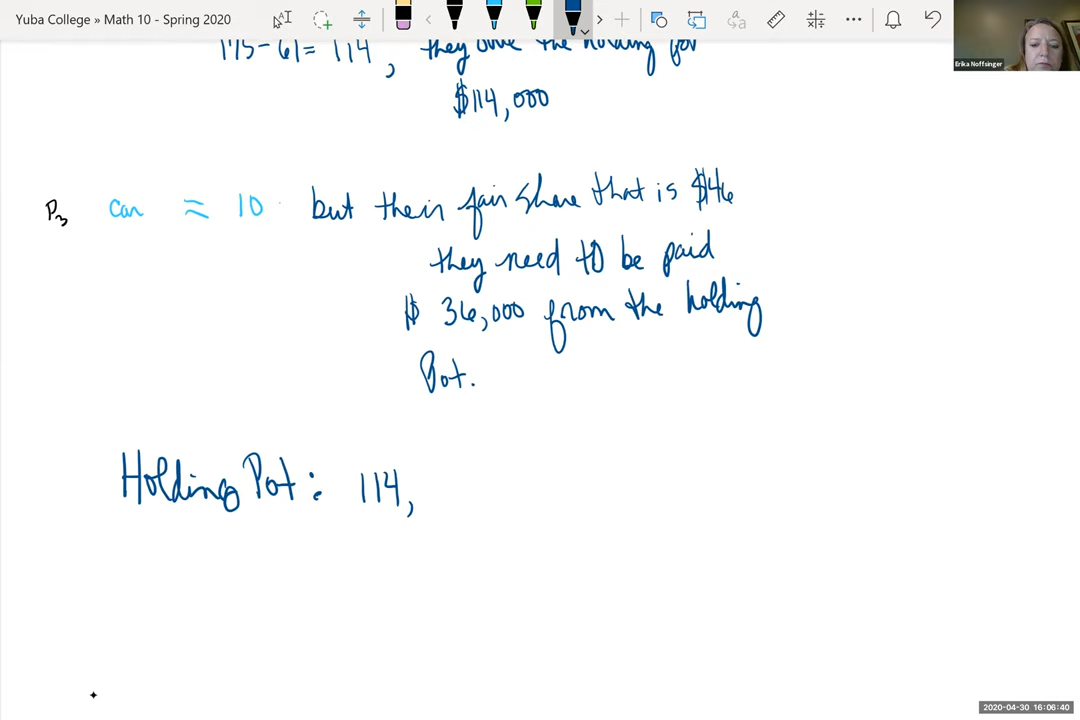 Yuba College > Math 10 - Spring 2020
175 - 61 = 114, they owe the holding for
$114,000
P3 Car ≈ 10 but their fair share that is $46
they need to be paid
$ 36,000 from the holding
Pot.
Holding Pot: 114,
Erika Noffsinger
2020-04-30 16:06:40